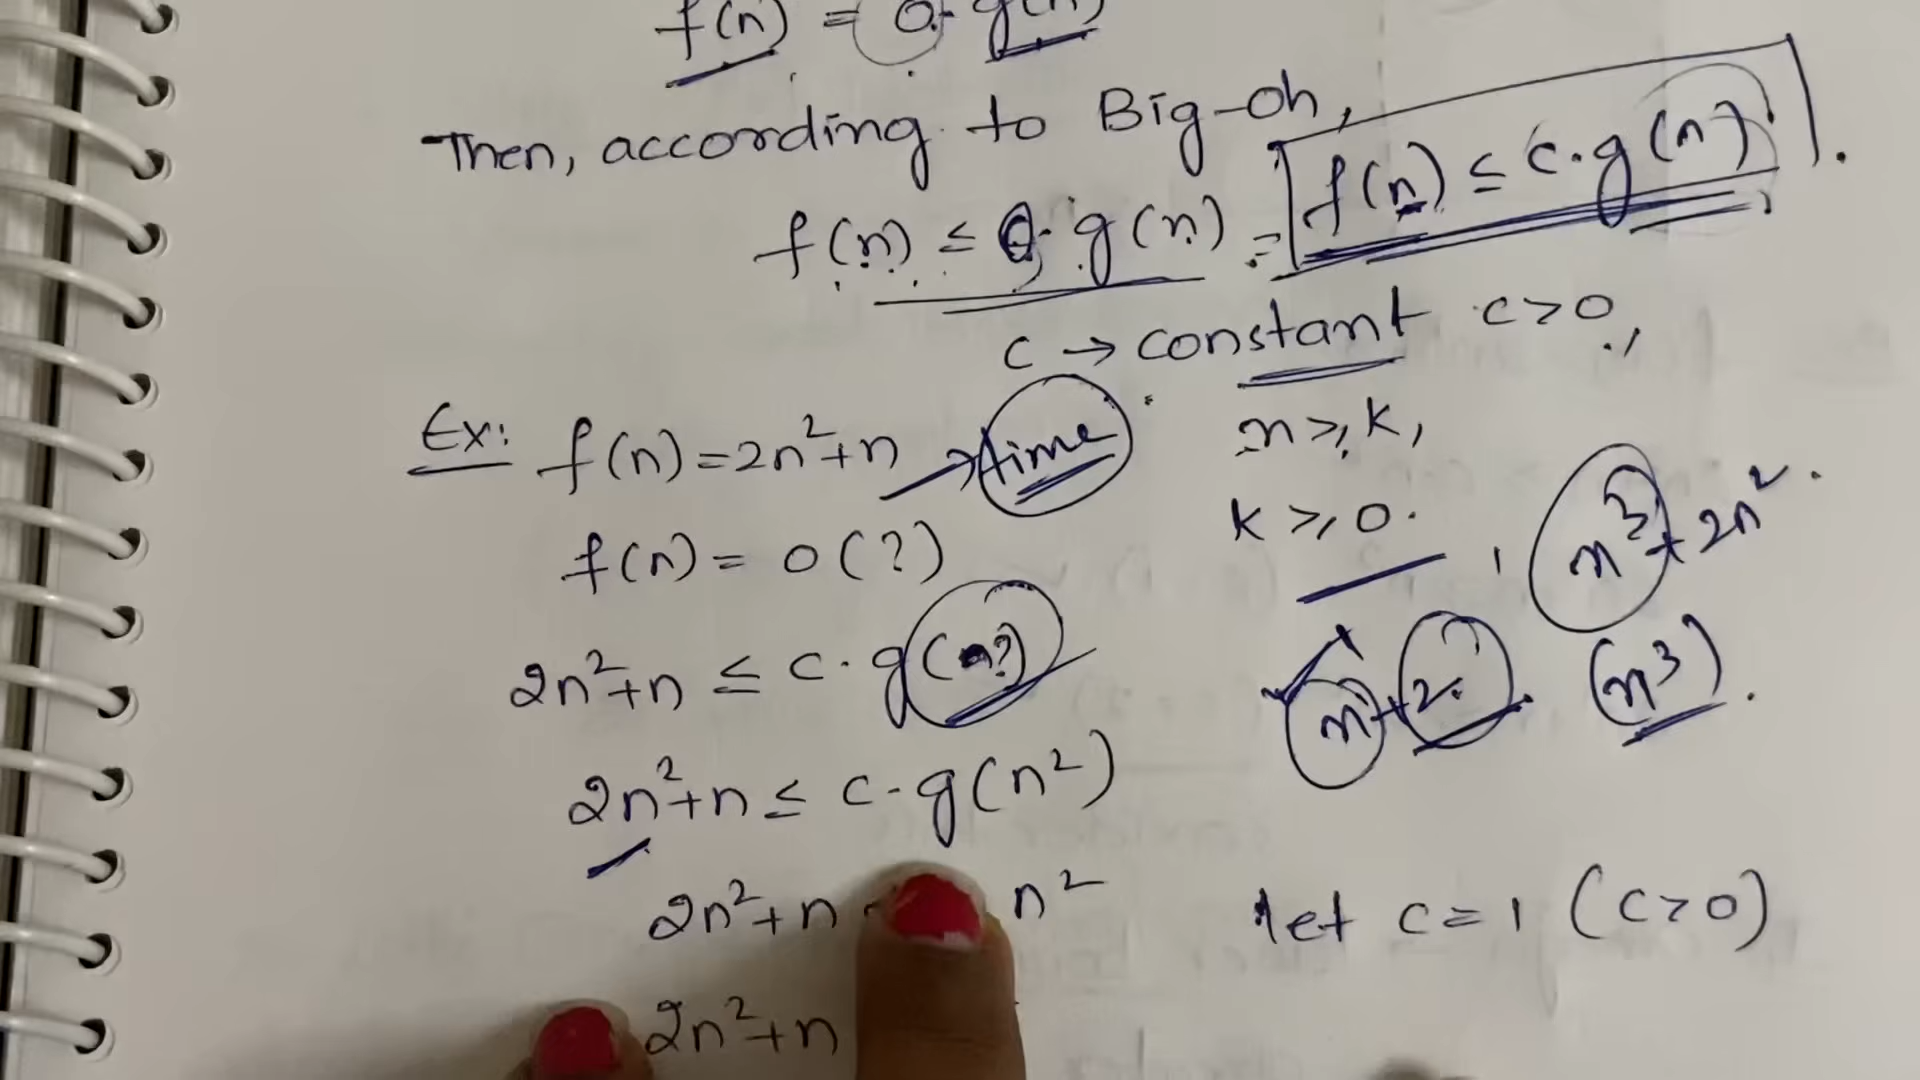 f(n) = O. g(n)
Then, according to Big-Oh,
f(n) ≤ O. g(n) = f(n) ≤ c.g(n).
c → constant c>0,
Ex: f(n)=2n²+n → time n≥k,
f(n) = O(?) k≥0. n³+2n².
2n²+n ≤ c.g(n?) n+2. (n³).
2n²+n ≤ c.g(n²)
2n²+n n² let c=1 (c>0)
2n²+n